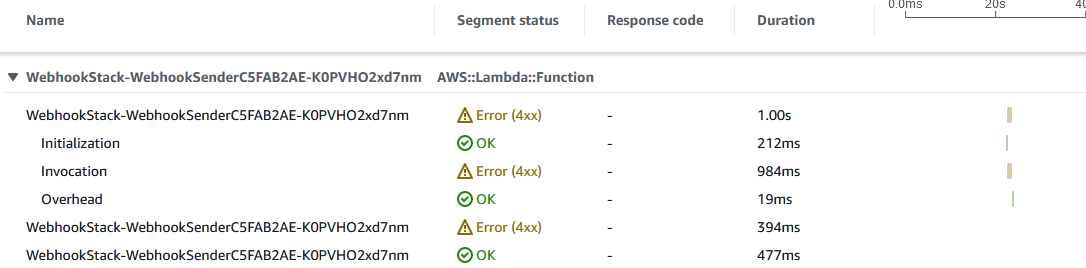 0.0ms 20s 40
Name Segment status Response code Duration
WebhookStack-WebhookSenderC5FAB2AE-K0PVHO2xd7nm AWS::Lambda::Function
WebhookStack-WebhookSenderC5FAB2AE-K0PVHO2xd7nm Error (4xx) - 1.00s
Initialization OK - 212ms
Invocation Error (4xx) - 984ms
Overhead OK - 19ms
WebhookStack-WebhookSenderC5FAB2AE-K0PVHO2xd7nm Error (4xx) - 394ms
WebhookStack-WebhookSenderC5FAB2AE-K0PVHO2xd7nm OK - 477ms